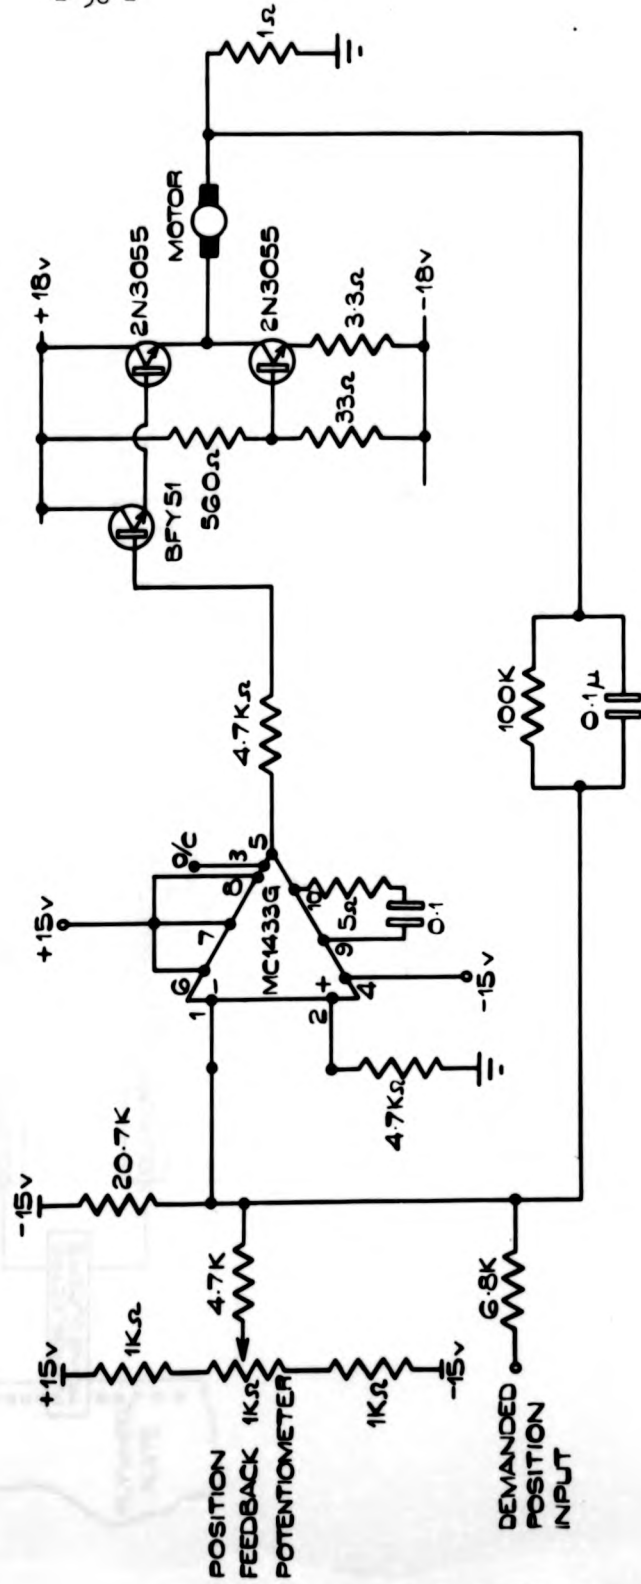 +18v
2N3055
MOTOR
1Ω
BFY51
560Ω
2N3055
33Ω
3.3Ω
-18v
4.7KΩ
+15v
O/C
6
7
8
3
5
1
-
MC1433G
2
+
4
9
10
5Ω
0.1
-15v
4.7KΩ
-15v
20.7K
+15v
1KΩ
4.7K
POSITION
FEEDBACK 1KΩ
POTENTIOMETER
1KΩ
-15v
6.8K
DEMANDED
POSITION
INPUT
100K
0.1µ